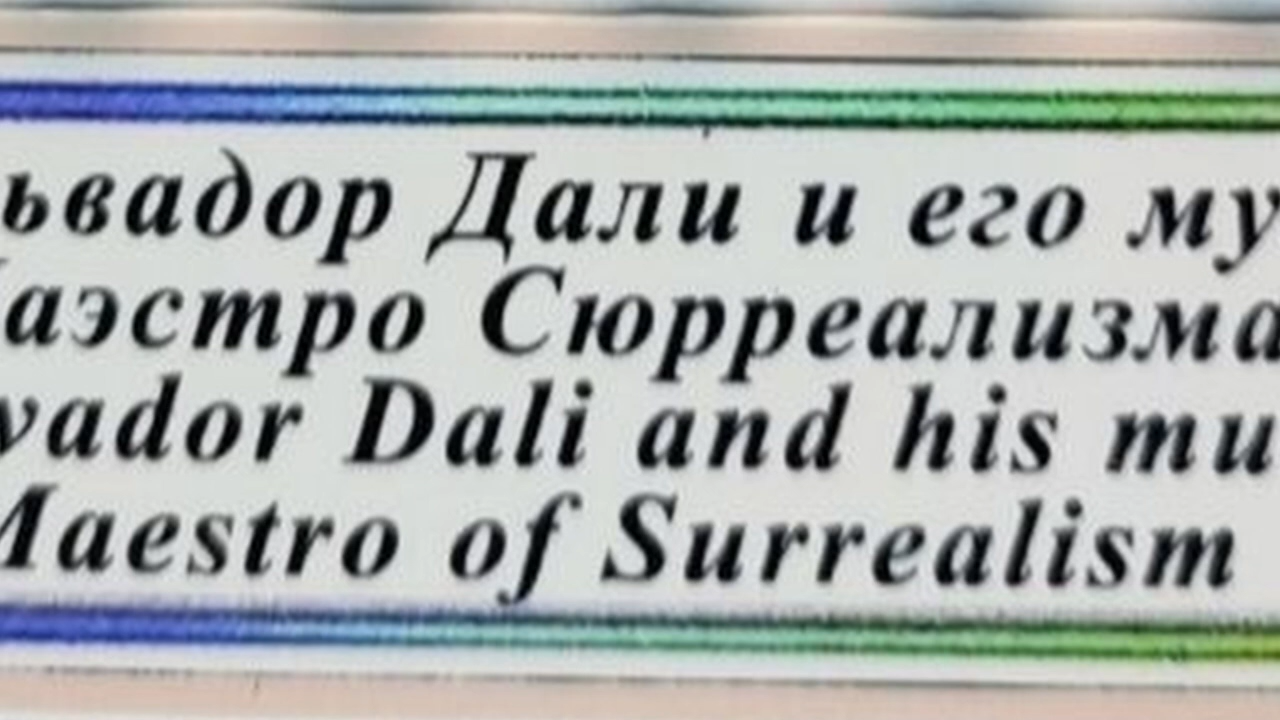 ьвадор Дали и его му
аэстро Сюрреализма
vador Dali and his mu
Maestro of Surrealism